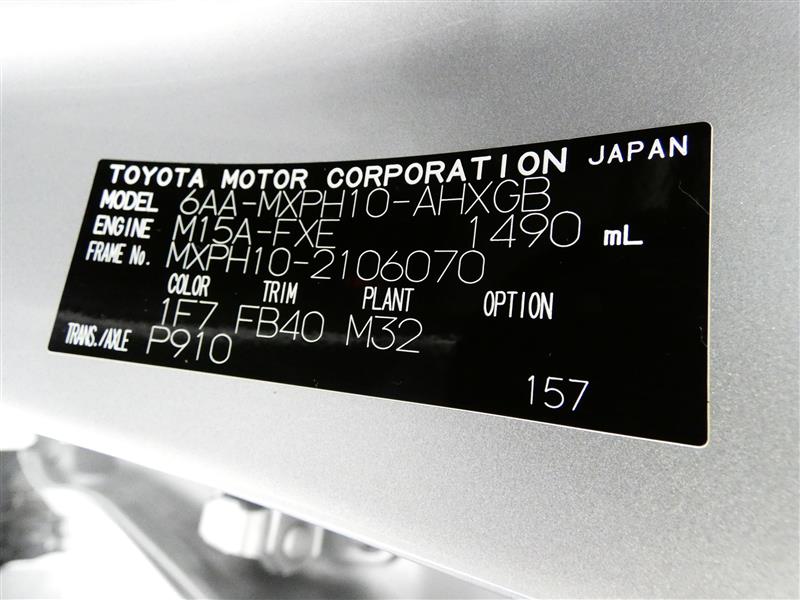 TOYOTA MOTOR CORPORATION JAPAN
MODEL 6AA-MXPH10-AHXGB
ENGINE M15A-FXE 1490 mL
FRAME No. MXPH10-2106070
COLOR TRIM PLANT OPTION
1F7 FB40 M32
TRANS./AXLE P910
157